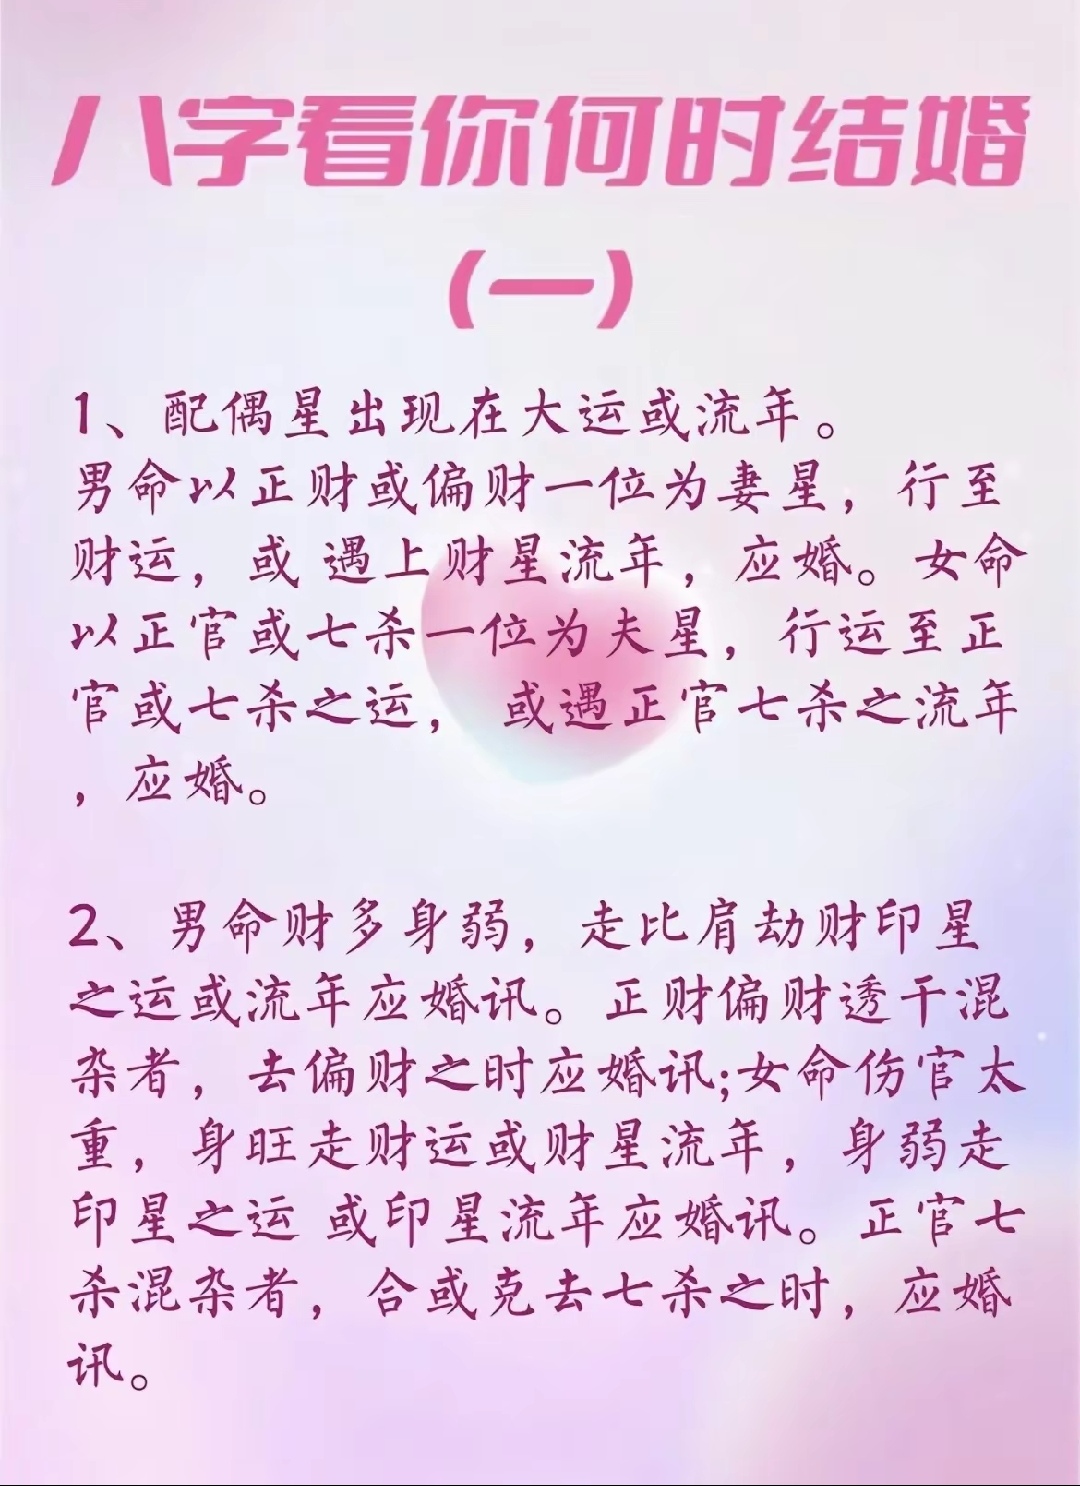 八字看你何时结婚
(一)
1、配偶星出现在大运或流年。
男命以正财或偏财一位为妻星，行至
财运，或 遇上财星流年，应婚。女命
以正官或七杀一位为夫星，行运至正
官或七杀之运， 或遇正官七杀之流年
，应婚。
2、男命财多身弱，走比肩劫财印星
之运或流年应婚讯。正财偏财透干混
杂者，去偏财之时应婚讯;女命伤官太
重，身旺走财运或财星流年，身弱走
印星之运 或印星流年应婚讯。正官七
杀混杂者，合或克去七杀之时，应婚
讯。